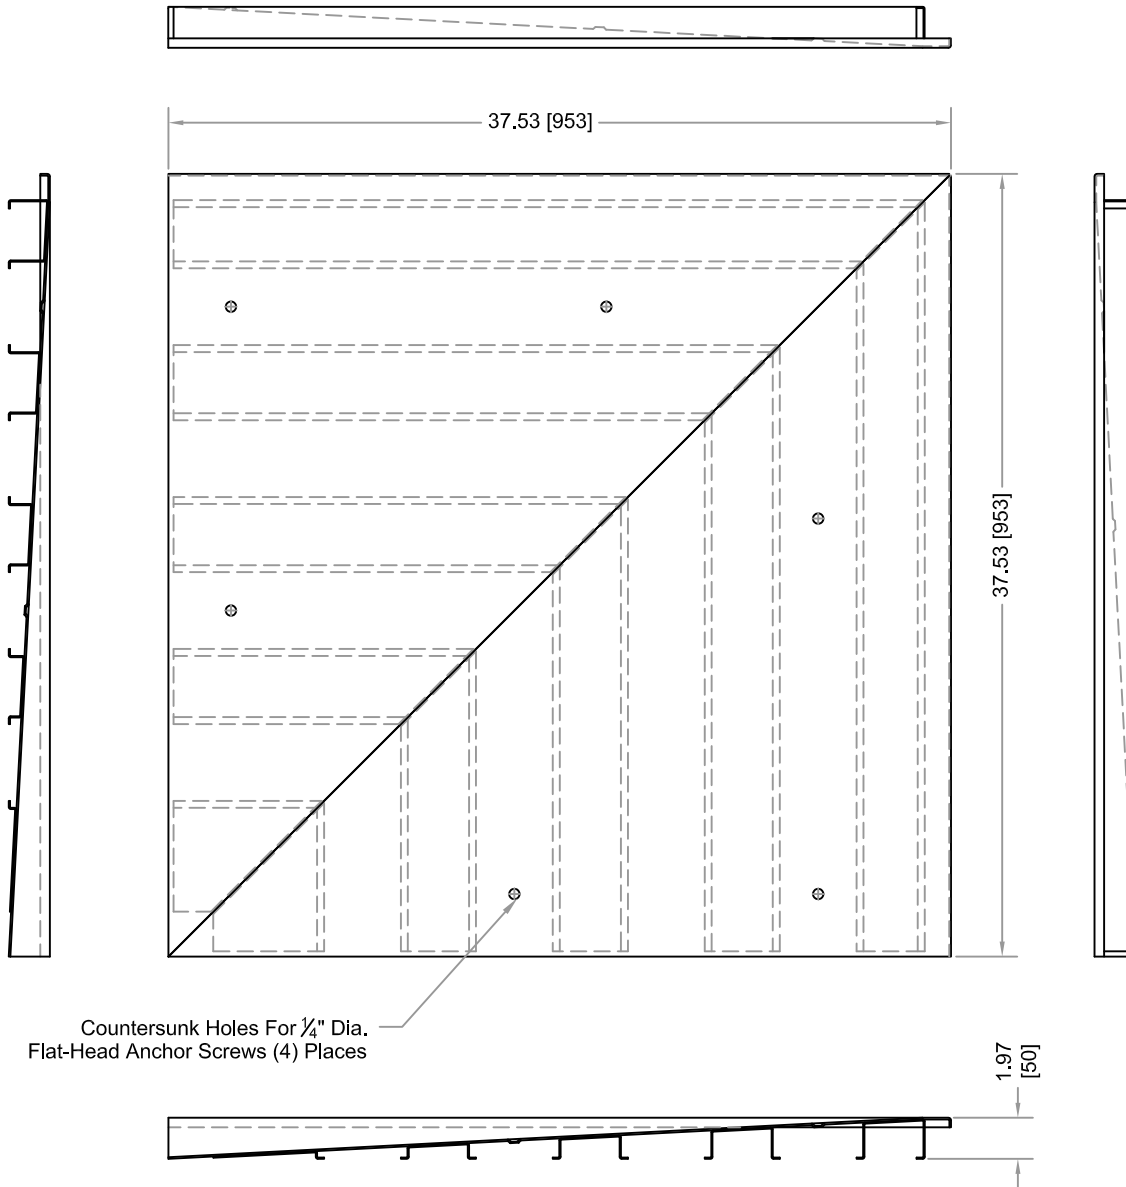 37.53 [953]
37.53 [953]
Countersunk Holes For ¼" Dia.
Flat-Head Anchor Screws (4) Places
1.97
[50]